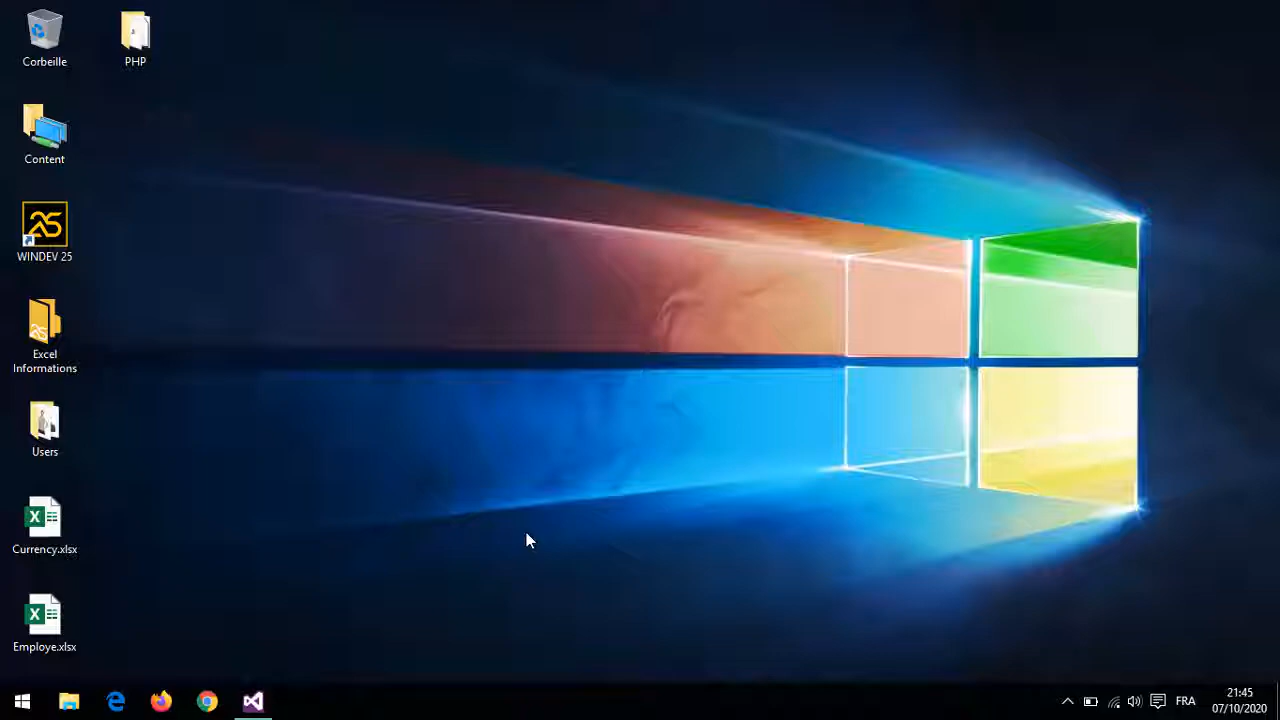 Corbeille
PHP
Content
WINDEV 25
Excel
Informations
Users
Currency.xlsx
Employe.xlsx
FRA
21:45
07/10/2020